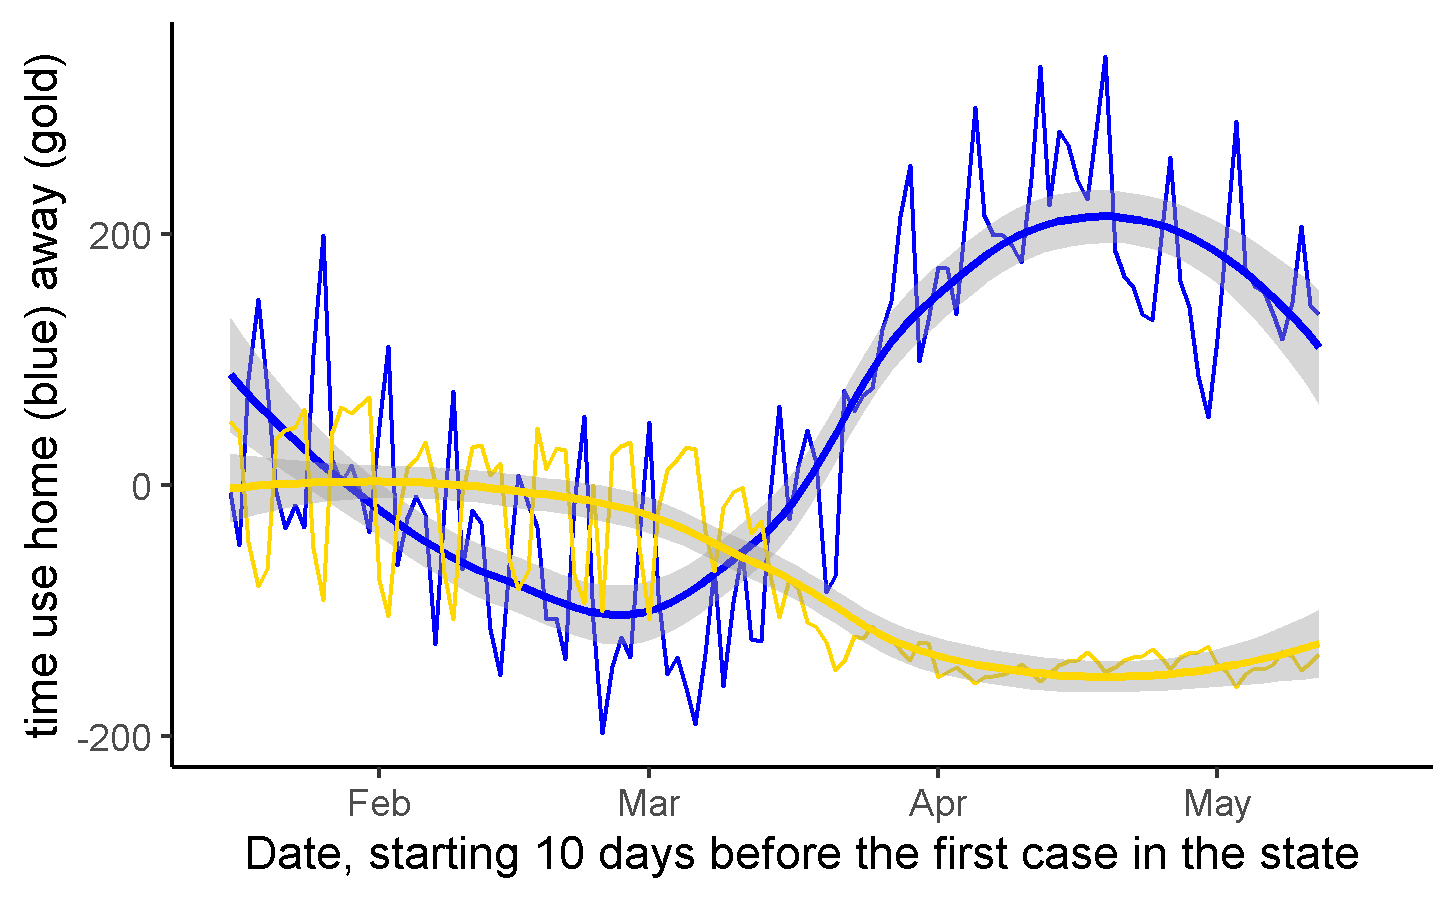 time use home (blue) away (gold)
200
0
-200
Feb Mar Apr May
Date, starting 10 days before the first case in the state